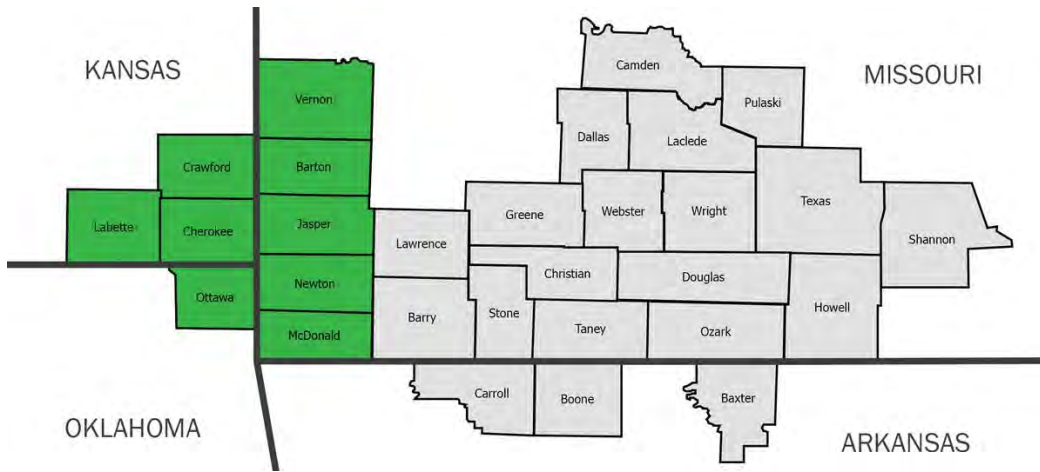 KANSAS
MISSOURI
Camden
Vernon
Pulaski
Dallas
Laclede
Crawford
Barton
Texas
Labette
Cherokee
Jasper
Greene
Webster
Wright
Lawrence
Shannon
Christian
Douglas
Newton
Ottawa
Howell
Barry
Stone
Taney
Ozark
McDonald
Carroll
Boone
Baxter
OKLAHOMA
ARKANSAS